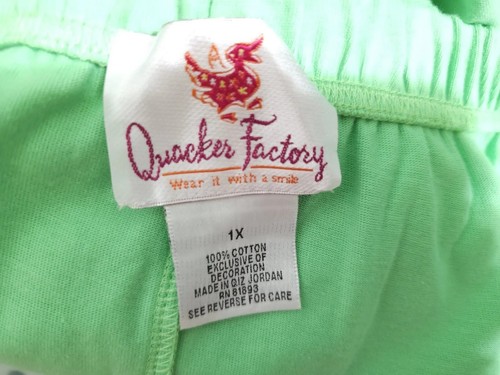 Quacker Factory
Wear it with a smile
1X
100% COTTON
EXCLUSIVE OF
DECORATION
MADE IN QIZ JORDAN
RN 81693
SEE REVERSE FOR CARE